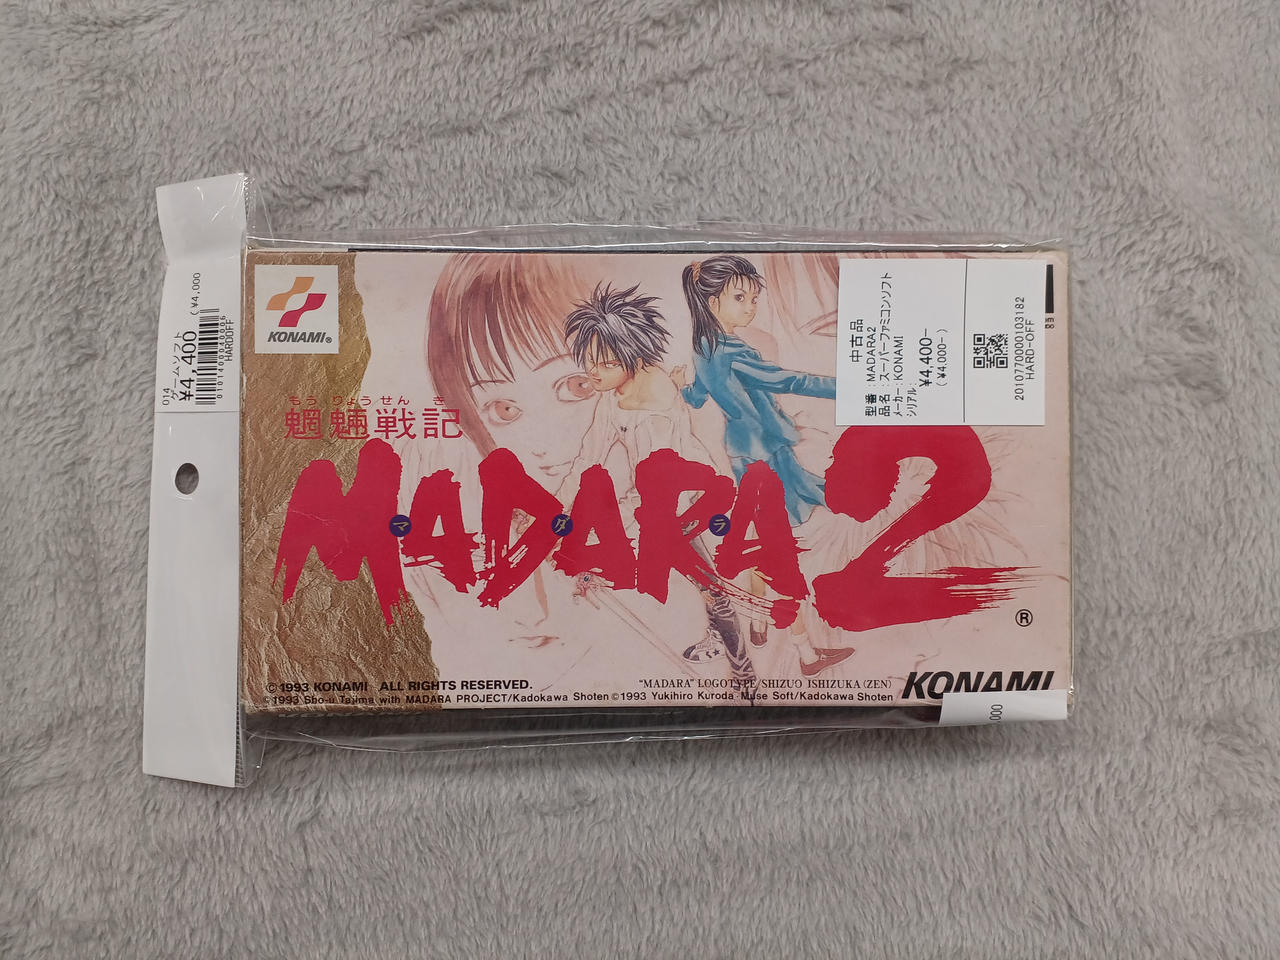 014
ゲームソフト
¥4,400
(¥4,000)
0101400040006
HARDOFF
KONAMI®
もうりょうせんき
魍魎戦記
MADARA2
マダラ
®
中古品
型番:MADARA2
品名:スーパーファミコンソフト
メーカー:KONAMI
シリアル:
¥4,400-
(¥4,000-)
2010770000103182
HARD-OFF
©1993 KONAMI ALL RIGHTS RESERVED.
"MADARA" LOGOTYPE/SHIZUO ISHIZUKA(ZEN)
©1993 Sho-u Tajima with MADARA PROJECT/Kadokawa Shoten ©1993 Yukihiro Kuroda·Muse Soft/Kadokawa Shoten
KONAMI